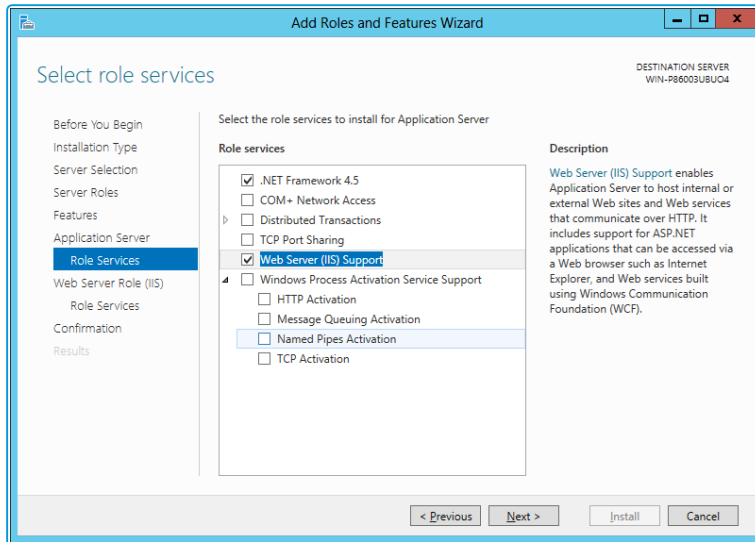 Add Roles and Features Wizard
Select role services
DESTINATION SERVER
WIN-P86003UBUO4
Before You Begin
Installation Type
Server Selection
Server Roles
Features
Application Server
Role Services
Web Server Role (IIS)
Role Services
Confirmation
Results
Select the role services to install for Application Server
Role services
.NET Framework 4.5
COM+ Network Access
Distributed Transactions
TCP Port Sharing
Web Server (IIS) Support
Windows Process Activation Service Support
HTTP Activation
Message Queuing Activation
Named Pipes Activation
TCP Activation
Description
Web Server (IIS) Support enables
Application Server to host internal or
external Web sites and Web services
that communicate over HTTP. It
includes support for ASP.NET
applications that can be accessed via
a Web browser such as Internet
Explorer, and Web services built
using Windows Communication
Foundation (WCF).
< Previous
Next >
Install
Cancel